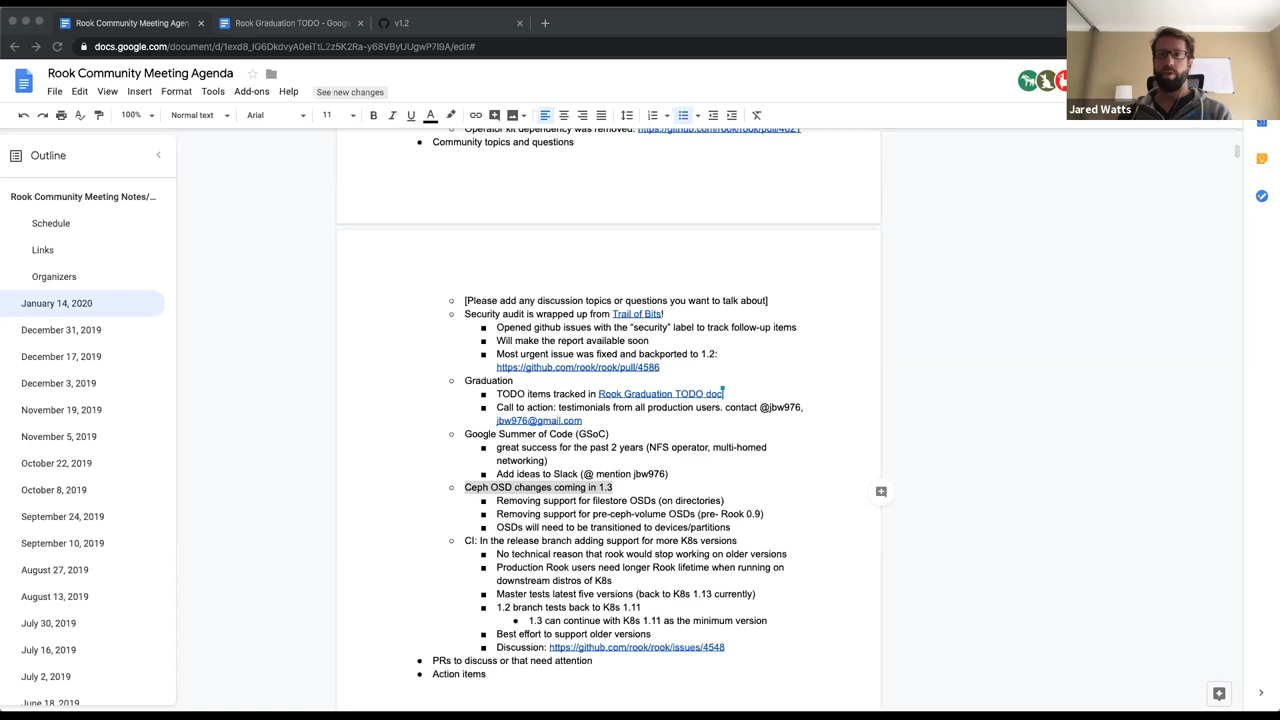 Rook Community Meeting Agen
Rook Graduation TODO - Googl
v1.2
docs.google.com/document/d/1exd8_IG6DkdvyA0eiTtL2z5K2Ra-y68VByUUgwP7I9A/edit#
Rook Community Meeting Agenda
File Edit View Insert Format Tools Add-ons Help See new changes
100% Normal text Arial 11
Jared Watts
Outline
Rook Community Meeting Notes/...
Schedule
Links
Organizers
January 14, 2020
December 31, 2019
December 17, 2019
December 3, 2019
November 19, 2019
November 5, 2019
October 22, 2019
October 8, 2019
September 24, 2019
September 10, 2019
August 27, 2019
August 13, 2019
July 30, 2019
July 16, 2019
July 2, 2019
June 18, 2019
Operator kit dependency was removed: https://github.com/rook/rook/pull/4621
● Community topics and questions
○ [Please add any discussion topics or questions you want to talk about]
○ Security audit is wrapped up from Trail of Bits!
■ Opened github issues with the “security” label to track follow-up items
■ Will make the report available soon
■ Most urgent issue was fixed and backported to 1.2:
https://github.com/rook/rook/pull/4586
○ Graduation
■ TODO items tracked in Rook Graduation TODO doc
■ Call to action: testimonials from all production users. contact @jbw976,
jbw976@gmail.com
○ Google Summer of Code (GSoC)
■ great success for the past 2 years (NFS operator, multi-homed
networking)
■ Add ideas to Slack (@ mention jbw976)
○ Ceph OSD changes coming in 1.3
■ Removing support for filestore OSDs (on directories)
■ Removing support for pre-ceph-volume OSDs (pre- Rook 0.9)
■ OSDs will need to be transitioned to devices/partitions
○ CI: In the release branch adding support for more K8s versions
■ No technical reason that rook would stop working on older versions
■ Production Rook users need longer Rook lifetime when running on
downstream distros of K8s
■ Master tests latest five versions (back to K8s 1.13 currently)
■ 1.2 branch tests back to K8s 1.11
● 1.3 can continue with K8s 1.11 as the minimum version
■ Best effort to support older versions
■ Discussion: https://github.com/rook/rook/issues/4548
● PRs to discuss or that need attention
● Action items